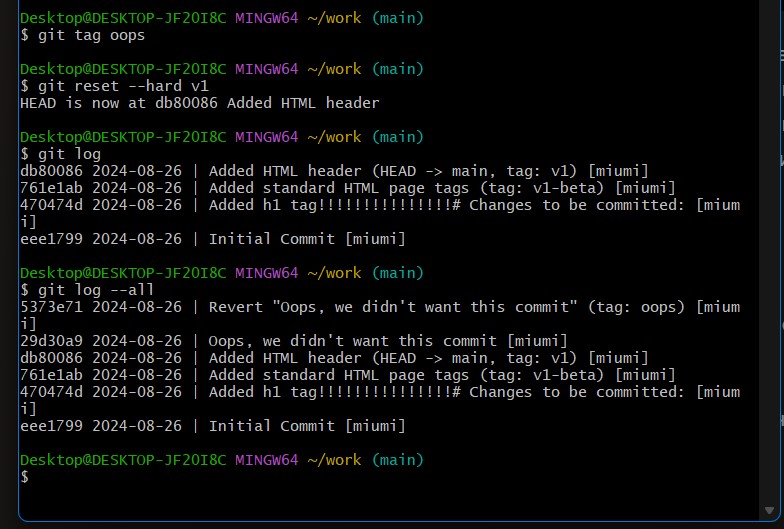 Desktop@DESKTOP-JF2OI8C MINGW64 ~/work (main)
$ git tag oops
Desktop@DESKTOP-JF2OI8C MINGW64 ~/work (main)
$ git reset --hard v1
HEAD is now at db80086 Added HTML header
Desktop@DESKTOP-JF2OI8C MINGW64 ~/work (main)
$ git log
db80086 2024-08-26 | Added HTML header (HEAD -> main, tag: v1) [miumi]
761e1ab 2024-08-26 | Added standard HTML page tags (tag: v1-beta) [miumi]
470474d 2024-08-26 | Added h1 tag!!!!!!!!!!!!!!!# Changes to be committed: [mium
i]
eee1799 2024-08-26 | Initial Commit [miumi]
Desktop@DESKTOP-JF2OI8C MINGW64 ~/work (main)
$ git log --all
5373e71 2024-08-26 | Revert "Oops, we didn't want this commit" (tag: oops) [mium
i]
29d30a9 2024-08-26 | Oops, we didn't want this commit [miumi]
db80086 2024-08-26 | Added HTML header (HEAD -> main, tag: v1) [miumi]
761e1ab 2024-08-26 | Added standard HTML page tags (tag: v1-beta) [miumi]
470474d 2024-08-26 | Added h1 tag!!!!!!!!!!!!!!!# Changes to be committed: [mium
i]
eee1799 2024-08-26 | Initial Commit [miumi]
Desktop@DESKTOP-JF2OI8C MINGW64 ~/work (main)
$